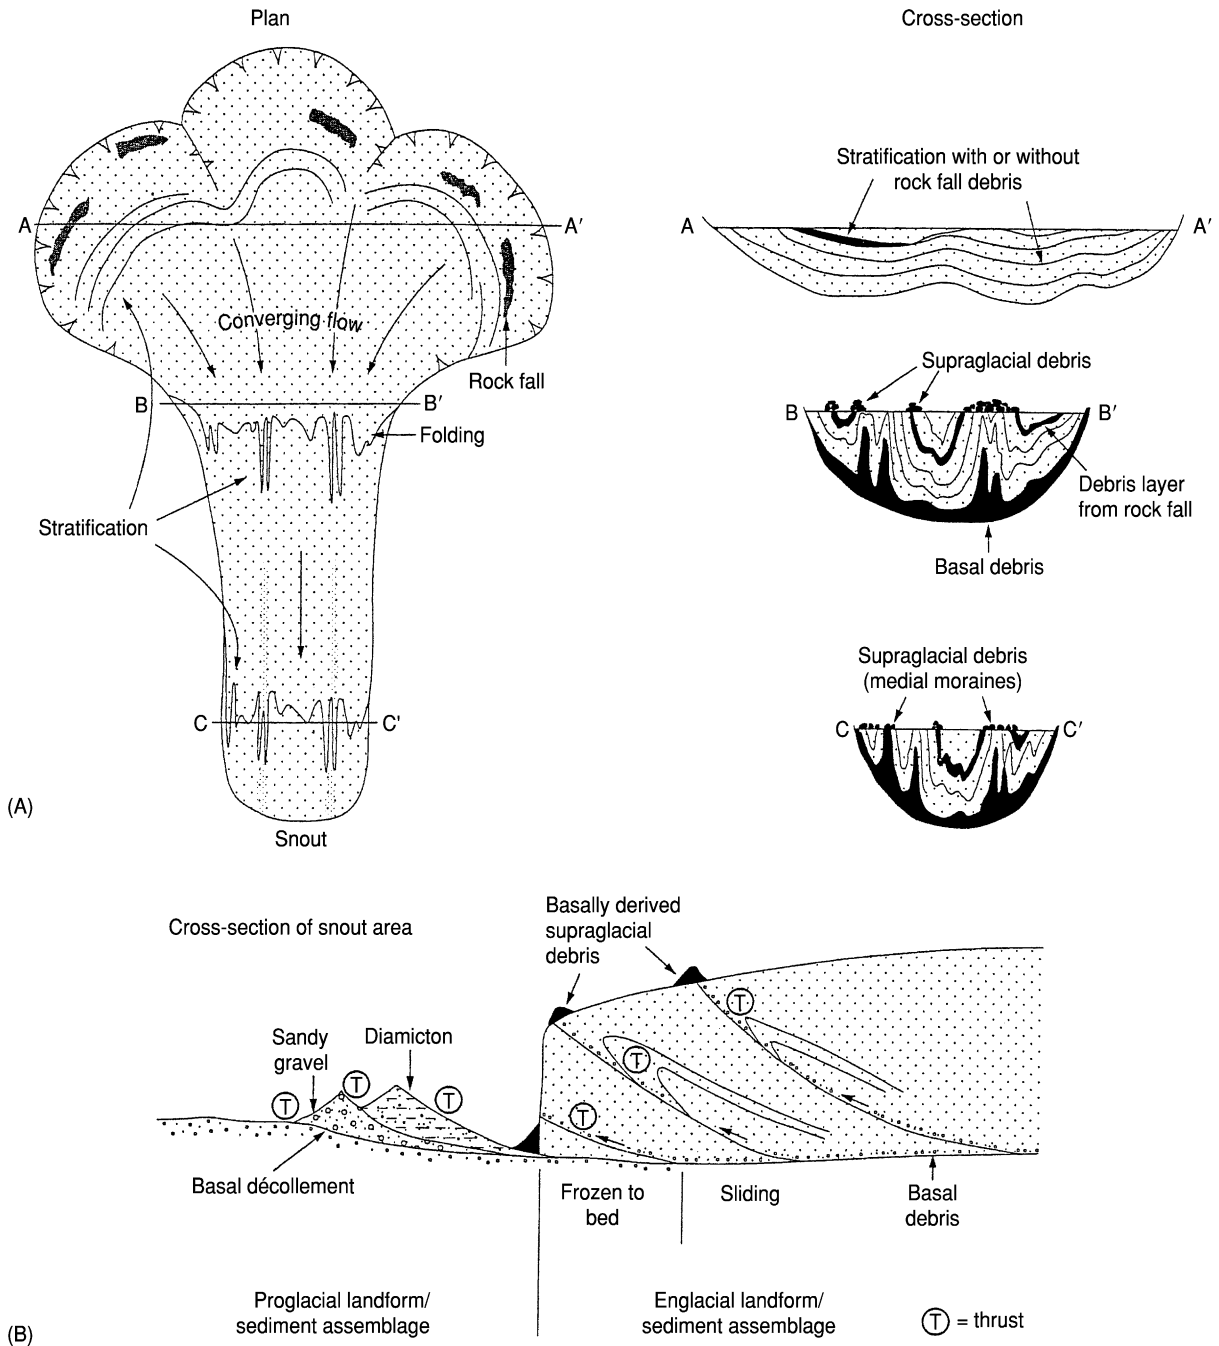 Plan
Cross-section
Stratification with or without
rock fall debris
A
A'
A
A'
Converging flow
Rock fall
Supraglacial debris
B
B'
B
B'
Folding
Debris layer
from rock fall
Stratification
Basal debris
Supraglacial debris
(medial moraines)
C
C'
C
C'
(A)
Snout
Cross-section of snout area
Basally derived
supraglacial
debris
Sandy
gravel
Diamicton
T
T
T
T
T
T
Basal décollement
Frozen to
bed
Sliding
Basal
debris
Proglacial landform/
sediment assemblage
Englacial landform/
sediment assemblage
T = thrust
(B)